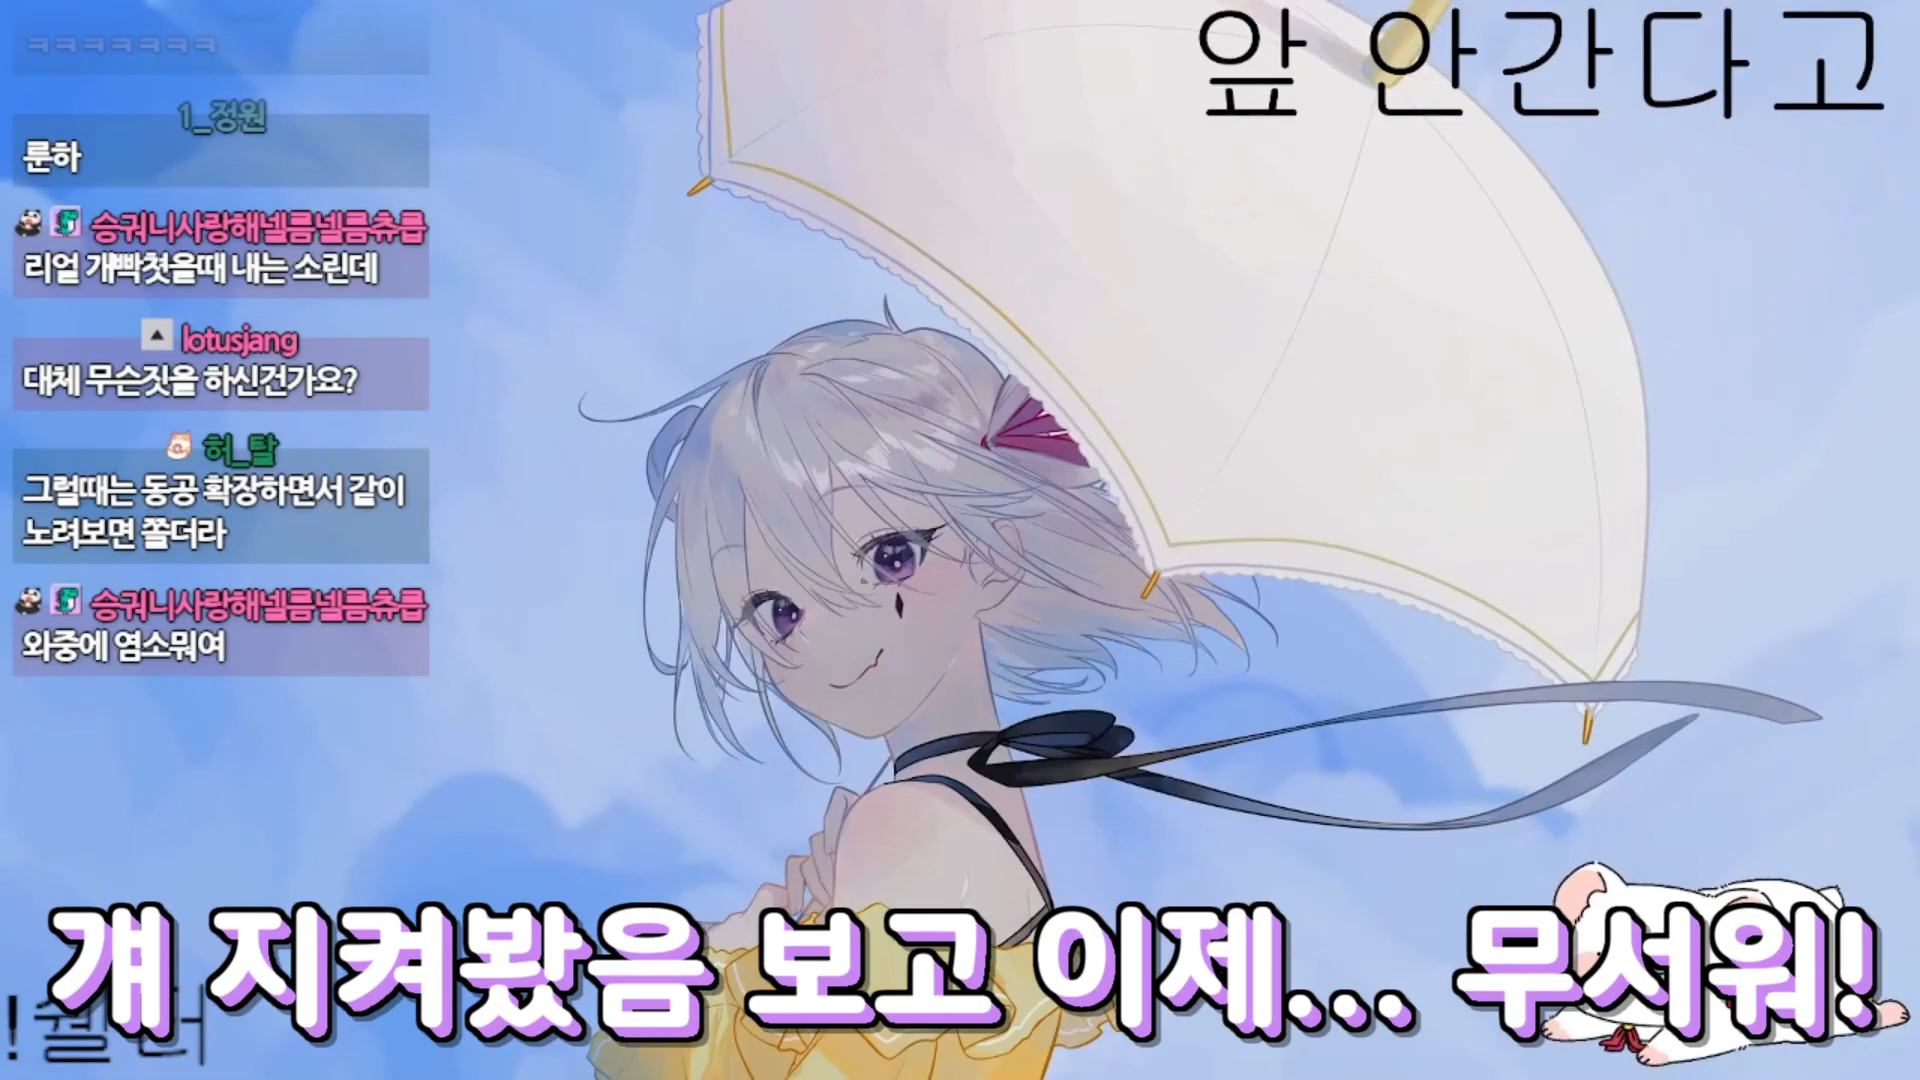 ㅋㅋㅋㅋㅋㅋㅋ
1_정원
룬하
승궈니사랑해넬름넬름츄릅
리얼 개빡쳣을때 내는 소린데
lotusjang
대체 무슨짓을 하신건가요?
허_탈
그럴때는 동공 확장하면서 같이
노려보면 쫄더라
승궈니사랑해넬름넬름츄릅
와중에 염소뭐여
앞 안간다고
걔 지켜봤음 보고 이제... 무서워!